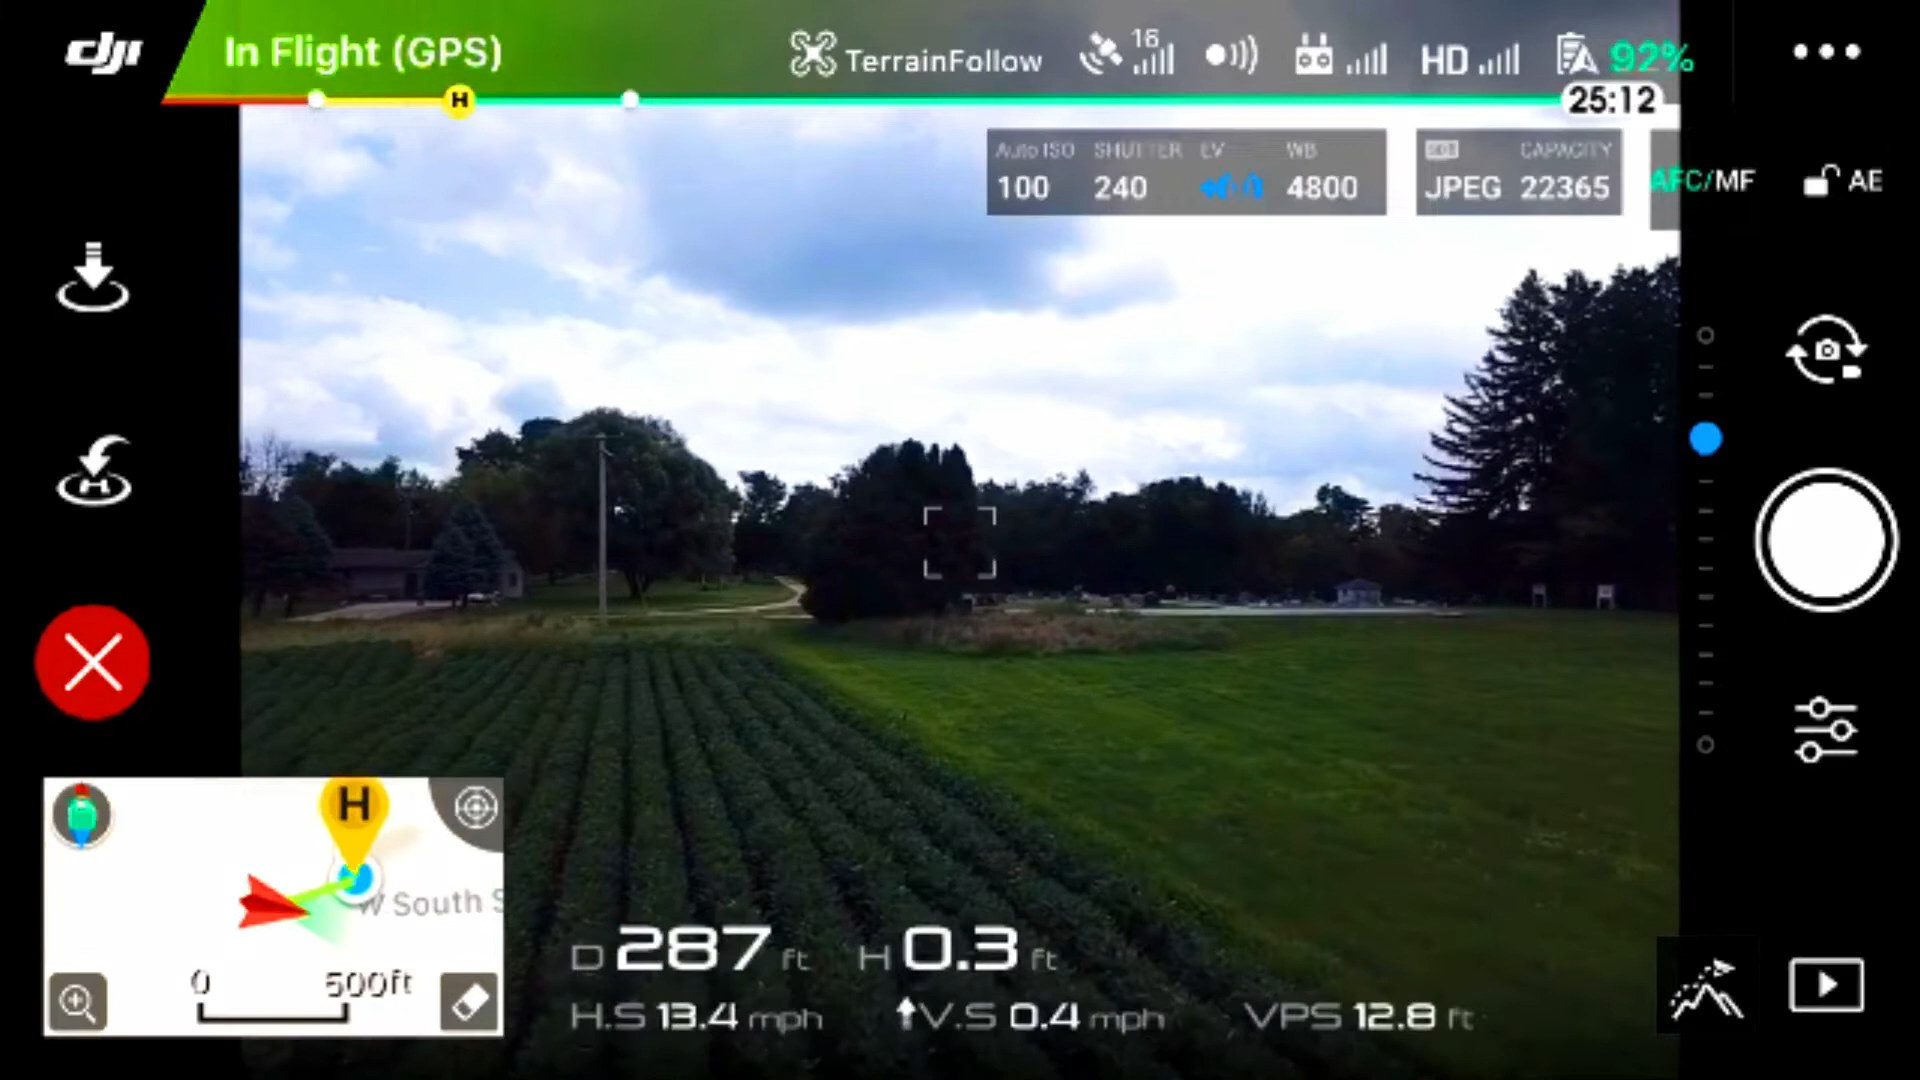 dji In Flight (GPS) TerrainFollow 16 HD 92%
H 25:12
Auto ISO SHUTTER EV WB CAPACITY
100 240 4800 JPEG 22365 AFC/MF AE
H
H
W South S
0 500ft
D 287 ft H 0.3 ft
H.S 13.4 mph V.S 0.4 mph VPS 12.8 ft